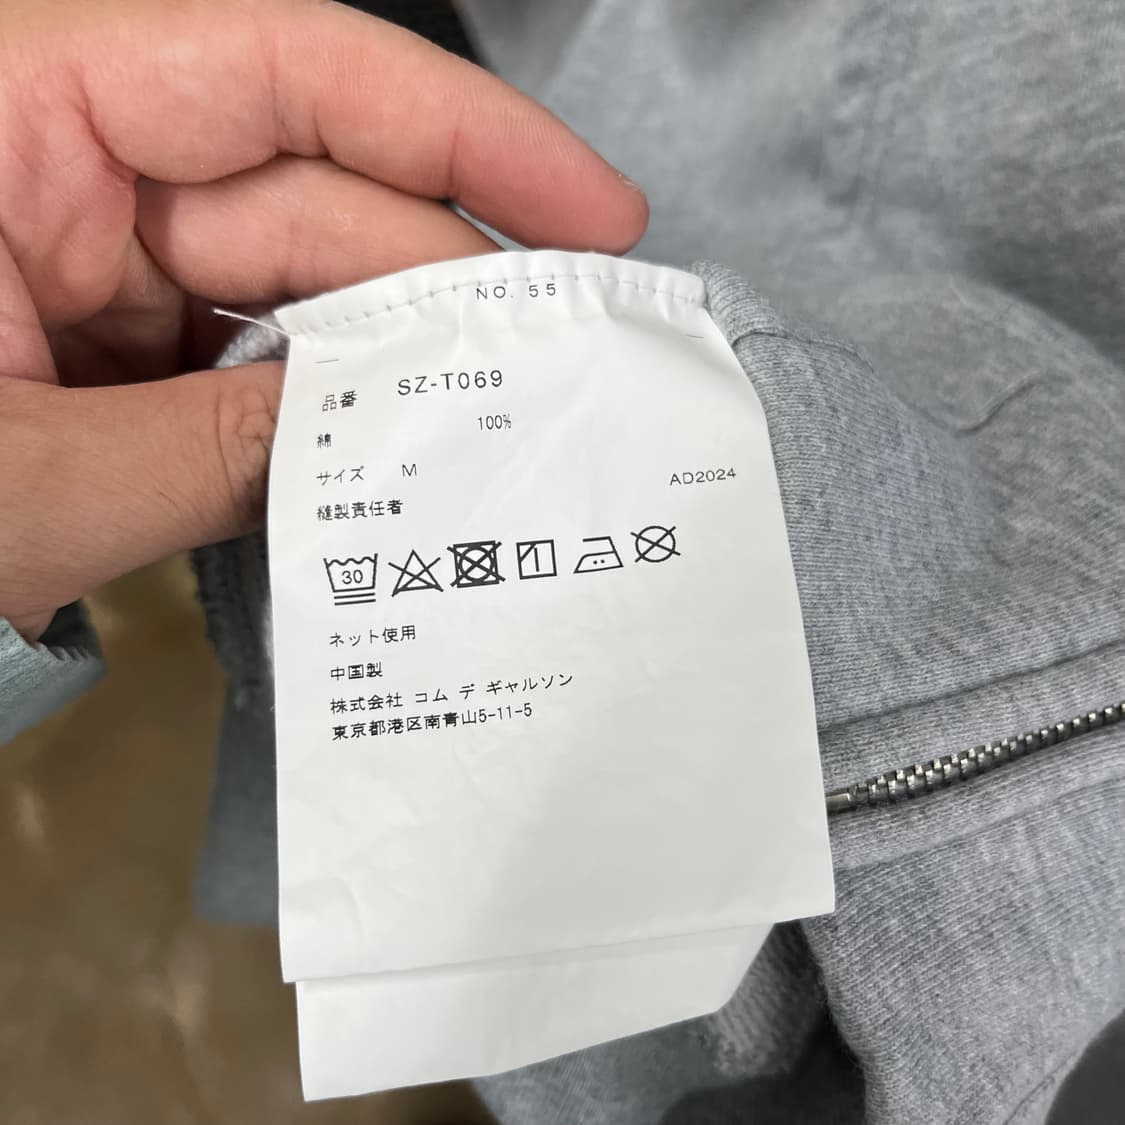 NO. 55
品番 SZ-T069
綿 100%
サイズ M
AD2024
縫製責任者
30
ネット使用
中国製
株式会社 コム デ ギャルソン
東京都港区南青山5-11-5